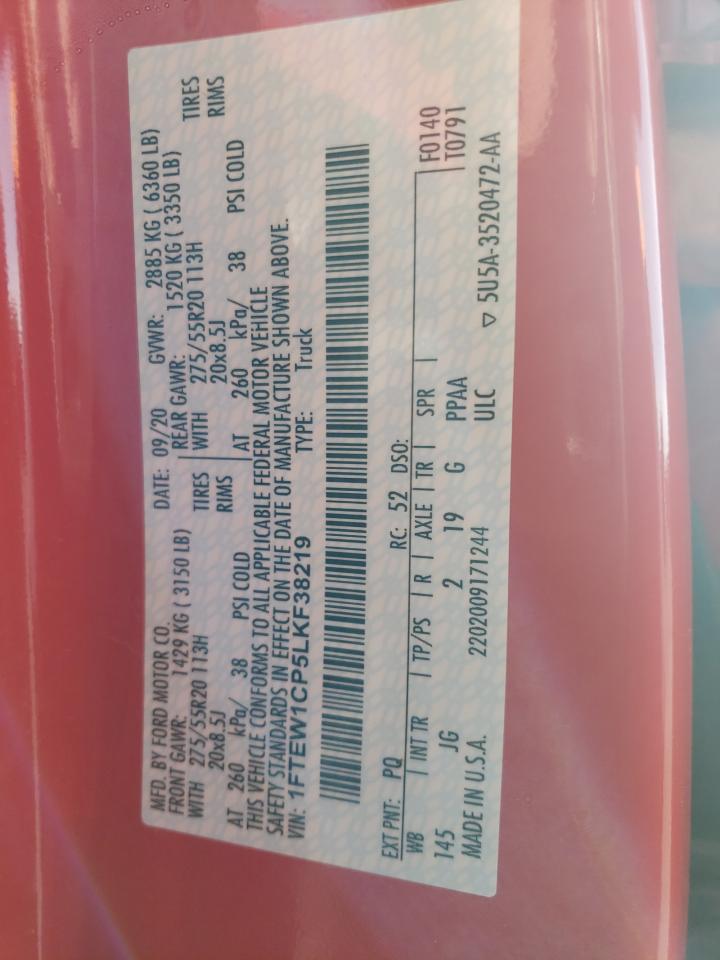 MFD. BY FORD MOTOR CO. DATE: 09/20 GVWR: 2885 KG ( 6360 LB)
FRONT GAWR: 1429 KG ( 3150 LB) REAR GAWR: 1520 KG ( 3350 LB)
WITH 275/55R20 113H TIRES WITH 275/55R20 113H TIRES
20x8.5J RIMS 20x8.5J RIMS
AT 260 kPa/ 38 PSI COLD AT 260 kPa/ 38 PSI COLD
THIS VEHICLE CONFORMS TO ALL APPLICABLE FEDERAL MOTOR VEHICLE
SAFETY STANDARDS IN EFFECT ON THE DATE OF MANUFACTURE SHOWN ABOVE.
VIN: 1FTEW1CP5LKF38219 TYPE: Truck
EXT PNT: PQ RC: 52 DSO: F0140
WB INT TR TP/PS R AXLE TR SPR T0791
145 JG 2 19 G PPAA
MADE IN U.S.A. 2202009171244 ULC ▽ 5U5A-3520472-AA